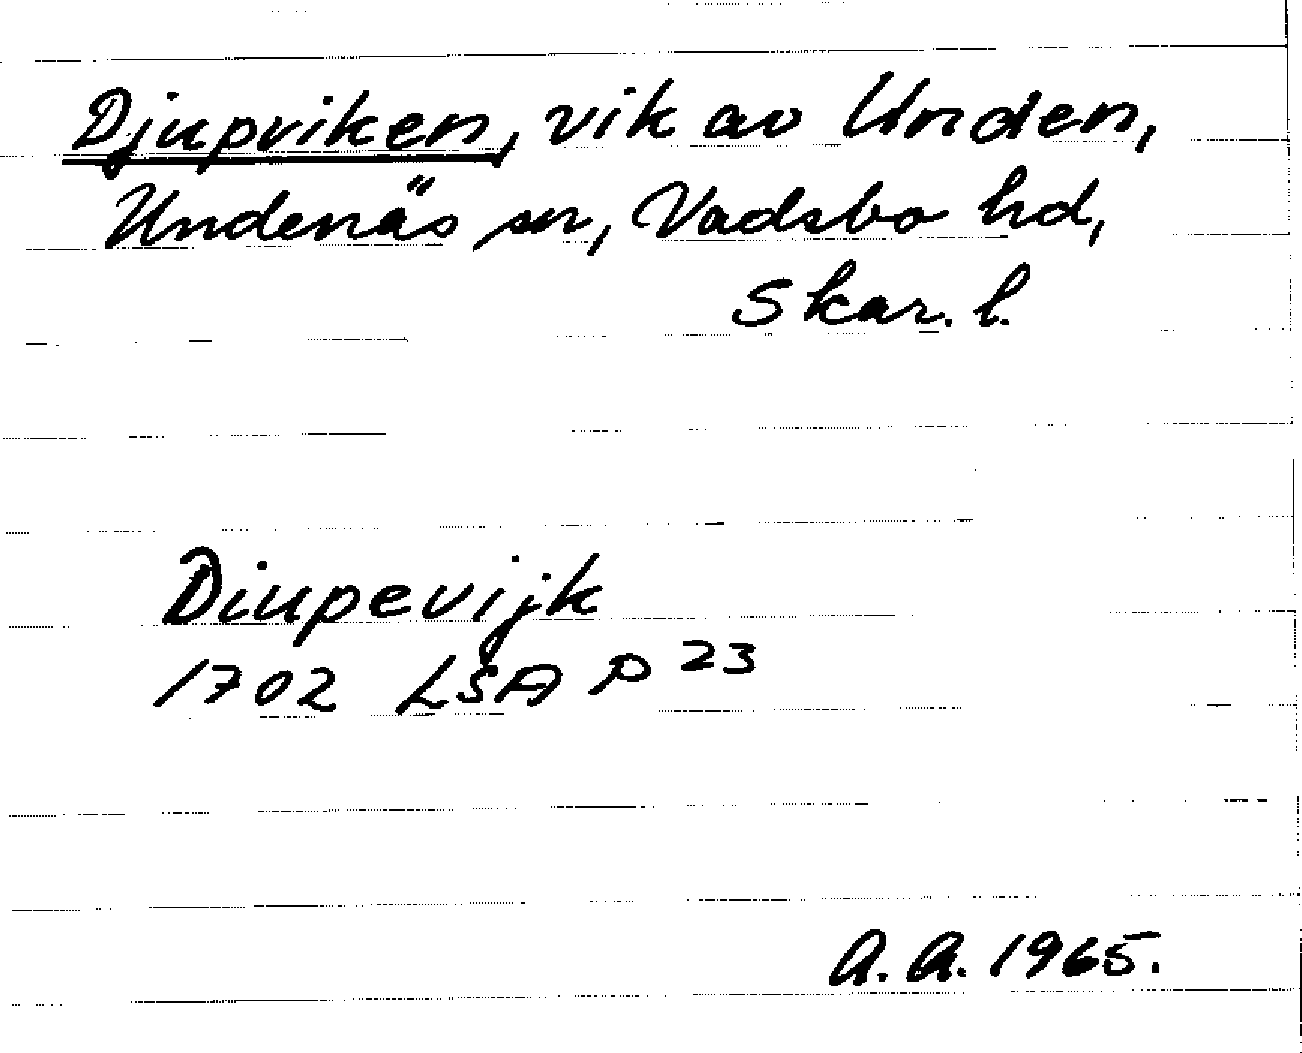 Djupviken, vik av Unden,
Undenäs sn, Vadsbo hd,
Skar. l.
Diupevijk
1702 LSA P 23
A. A. 1965.